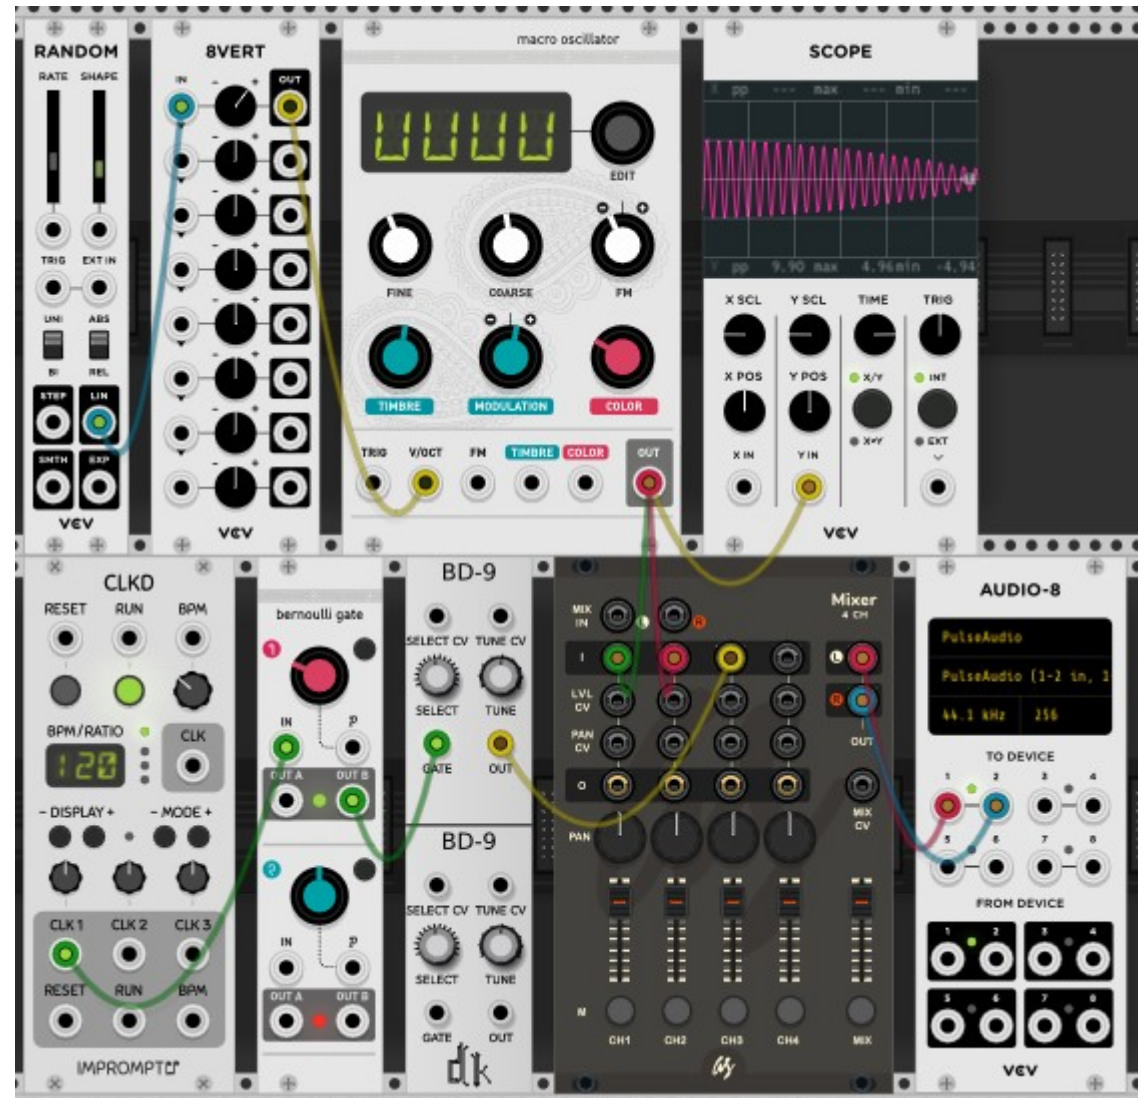 RANDOM
RATE SHAPE
TRIG EXT IN
UNI ABS
BI REL
STEP LIN
SMTH EXP
VCV
8VERT
IN OUT
VCV
macro oscillator
EDIT
FINE COARSE FM
TIMBRE MODULATION COLOR
TRIG V/OCT FM TIMBRE COLOR OUT
SCOPE
X pp --- max --- min ---
Y pp 9.90 max 4.96min -4.94
X SCL Y SCL TIME TRIG
X POS Y POS X/Y INT
X×Y EXT
X IN Y IN
VCV
CLKD
RESET RUN BPM
BPM/RATIO CLK
120
- DISPLAY + - MODE +
CLK 1 CLK 2 CLK 3
RESET RUN BPM
IMPROMPTU
bernoulli gate
1
IN p
OUT A OUT B
2
IN p
OUT A OUT B
BD-9
SELECT CV TUNE CV
SELECT TUNE
GATE OUT
BD-9
SELECT CV TUNE CV
SELECT TUNE
GATE OUT
dlk
Mixer
4 CH
MIX IN L R
I L
LVL CV R
PAN CV OUT
O
MIX CV
PAN
M
CH1 CH2 CH3 CH4 MIX
as
AUDIO-8
PulseAudio
PulseAudio (1-2 in, 1
44.1 kHz 256
TO DEVICE
1 2 3 4
5 6 7 8
FROM DEVICE
1 2 3 4
5 6 7 8
VCV